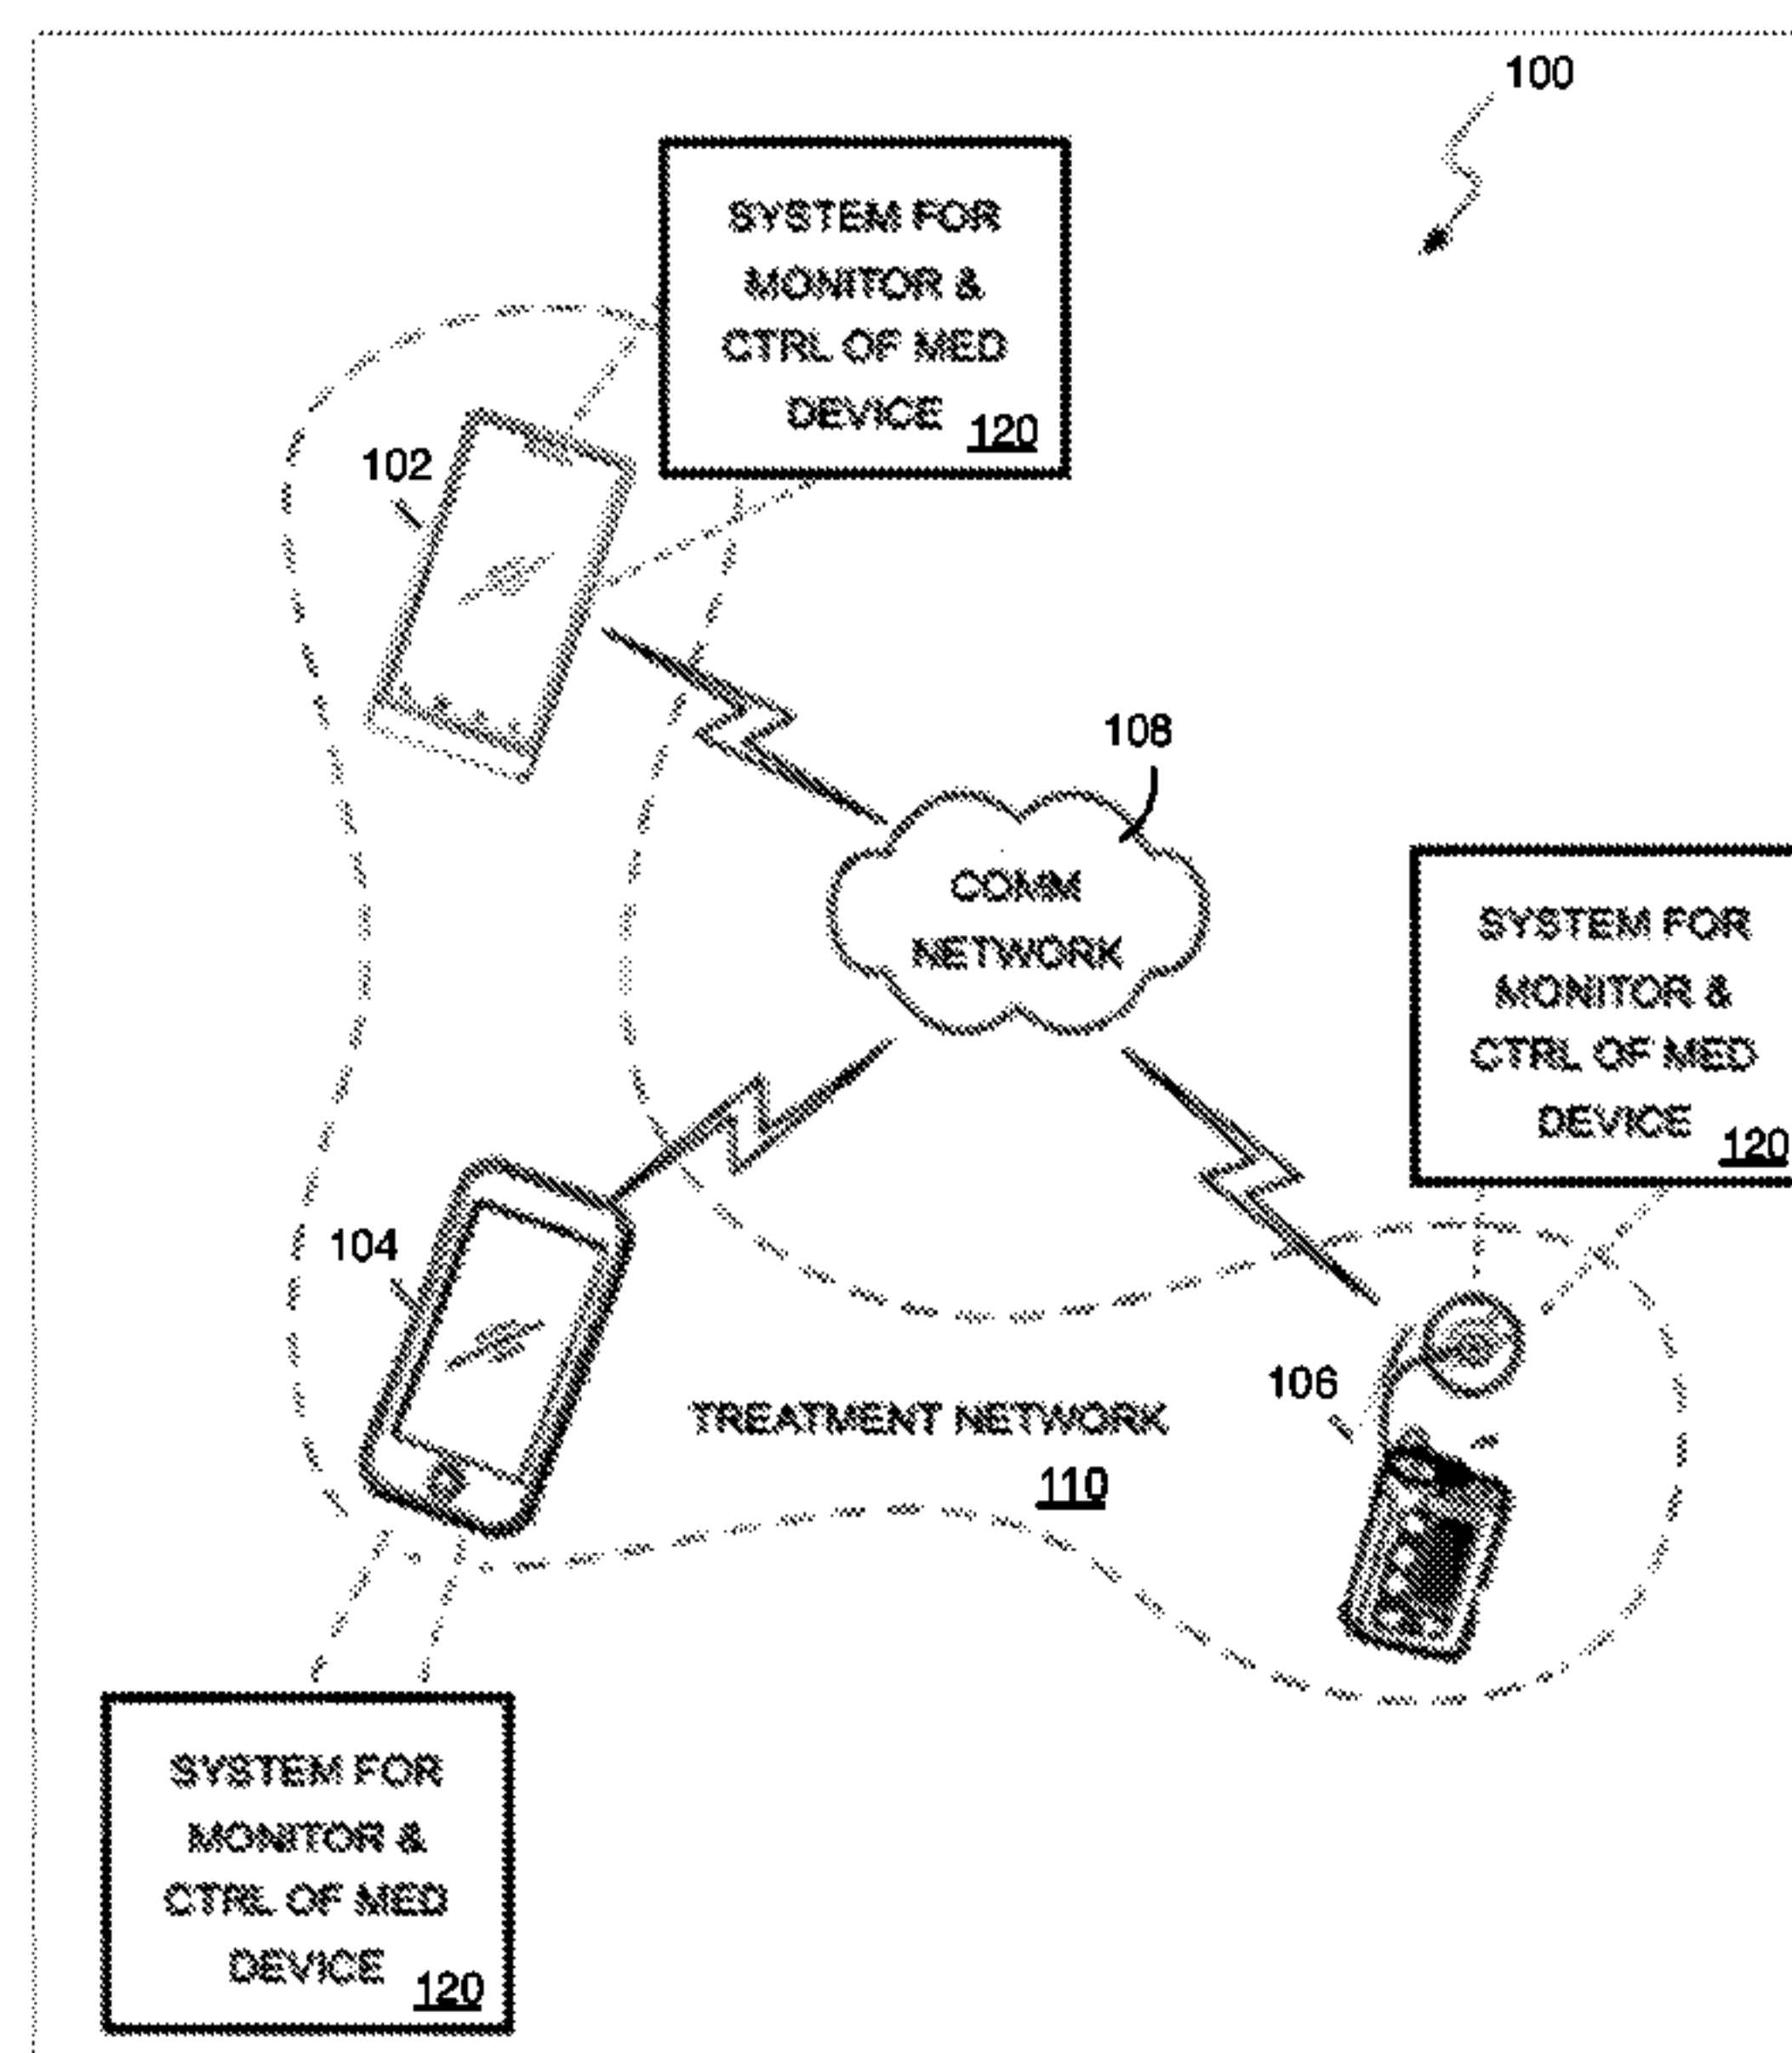 100
SYSTEM FOR
MONITOR &
CTRL OF MED
DEVICE 120
102
108
COMM
NETWORK
SYSTEM FOR
MONITOR &
CTRL OF MED
DEVICE 120
104
106
TREATMENT NETWORK
110
SYSTEM FOR
MONITOR &
CTRL OF MED
DEVICE 120